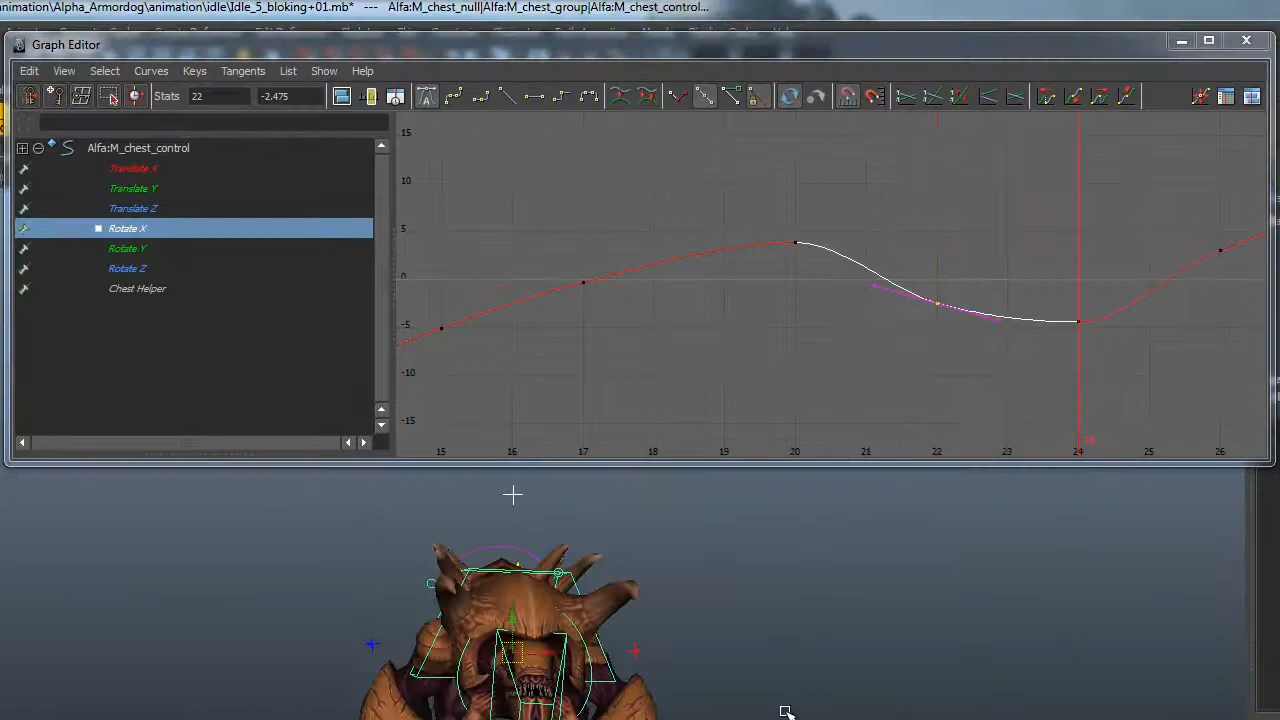 nimation\Alpha_Armordog\animation\idle\Idle_5_bloking+01.mb* --- Alfa:M_chest_null|Alfa:M_chest_group|Alfa:M_chest_control...
Graph Editor
Edit View Select Curves Keys Tangents List Show Help
Stats 22 -2.475
Alfa:M_chest_control
Translate X
Translate Y
Translate Z
Rotate X
Rotate Y
Rotate Z
Chest Helper
15
10
5
0
-5
-10
-15
15 16 17 18 19 20 21 22 23 24 25 26